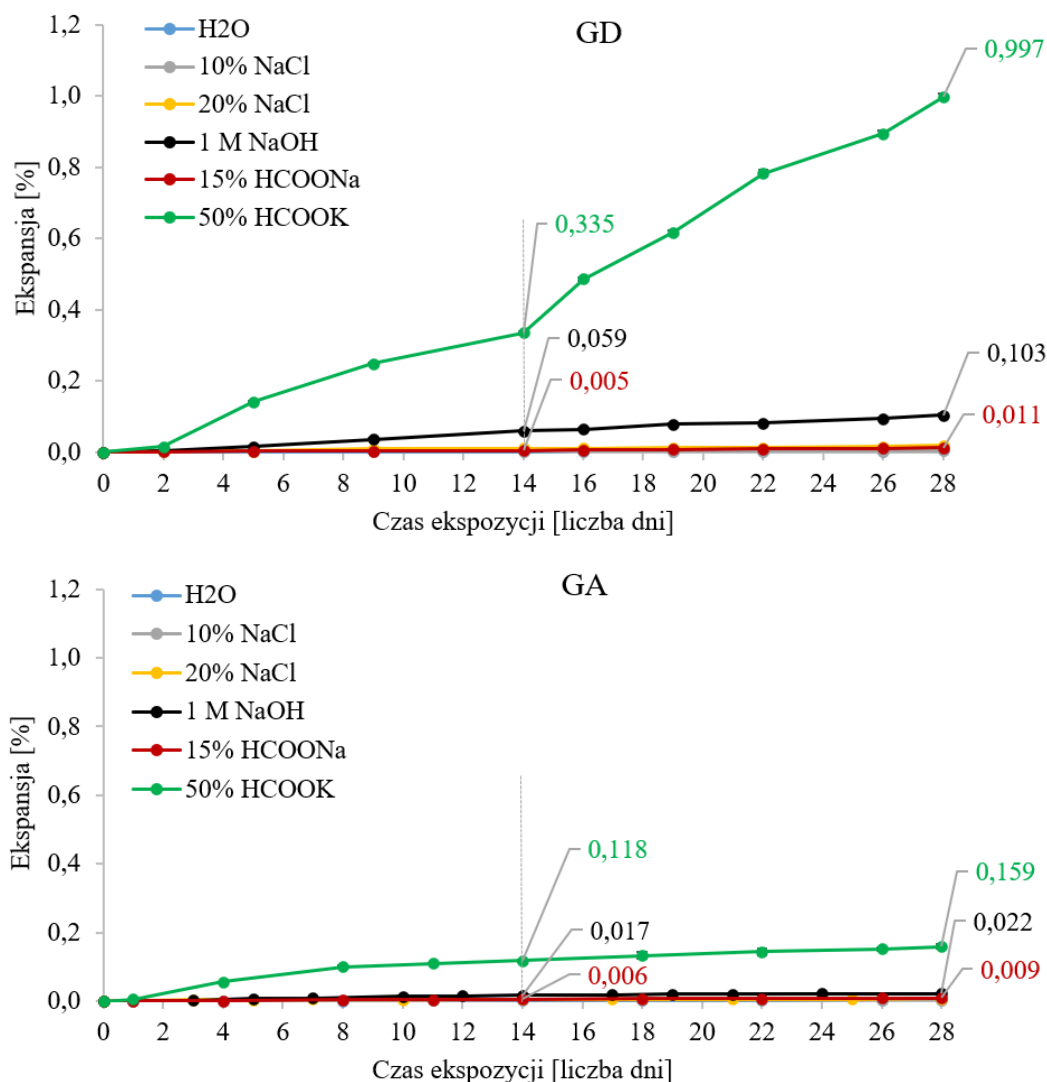 GD
1,2
1,0
0,8
0,6
0,4
0,2
0,0
Ekspansja [%]
H2O
10% NaCl
20% NaCl
1 M NaOH
15% HCOONa
50% HCOOK
0,997
0,335
0,059
0,005
0,103
0,011
0 2 4 6 8 10 12 14 16 18 20 22 24 26 28
Czas ekspozycji [liczba dni]
GA
1,2
1,0
0,8
0,6
0,4
0,2
0,0
Ekspansja [%]
H2O
10% NaCl
20% NaCl
1 M NaOH
15% HCOONa
50% HCOOK
0,118
0,017
0,006
0,159
0,022
0,009
0 2 4 6 8 10 12 14 16 18 20 22 24 26 28
Czas ekspozycji [liczba dni]